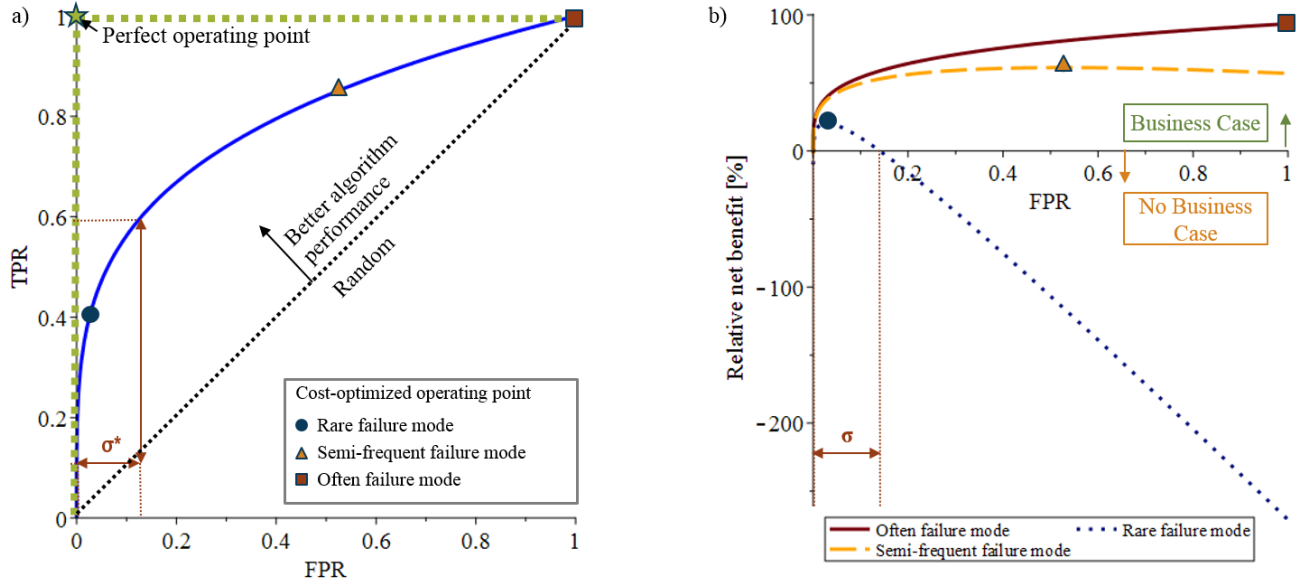 a)
1
Perfect operating point
0.8
0.6
0.4
0.2
0
TPR
Better algorithm
performance
Random
σ*
Cost-optimized operating point
Rare failure mode
Semi-frequent failure mode
Often failure mode
0
0.2
0.4
0.6
0.8
1
FPR
b)
100
50
0
-100
-200
Relative net benefit [%]
Business Case
0.2
0.4
0.6
0.8
1
FPR
No Business
Case
σ
Often failure mode
Rare failure mode
Semi-frequent failure mode